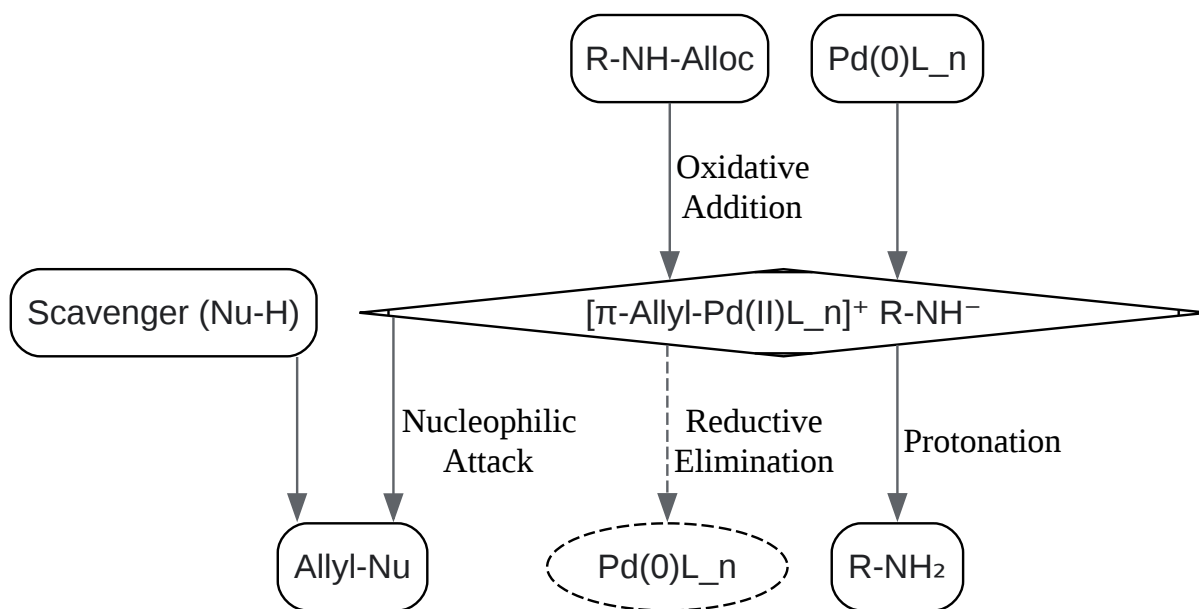 R-NH-Alloc
Pd(0)L_n
Oxidative
Addition
Scavenger (Nu-H)
[π-Allyl-Pd(II)L_n]⁺ R-NH⁻
Nucleophilic
Attack
Reductive
Elimination
Protonation
Allyl-Nu
Pd(0)L_n
R-NH₂